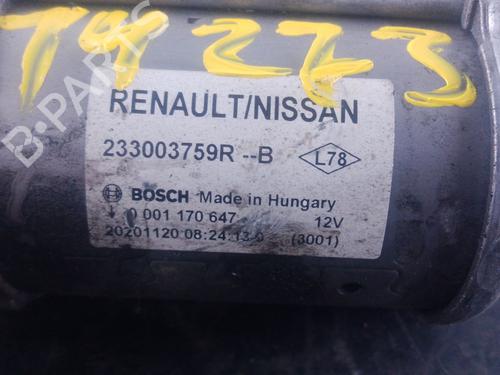 T9273
B-PARTS
RENAULT/NISSAN
233003759R --B
L78
BOSCH Made in Hungary
0 001 170 647
12V
20201120 08:24:13-0
(3001)